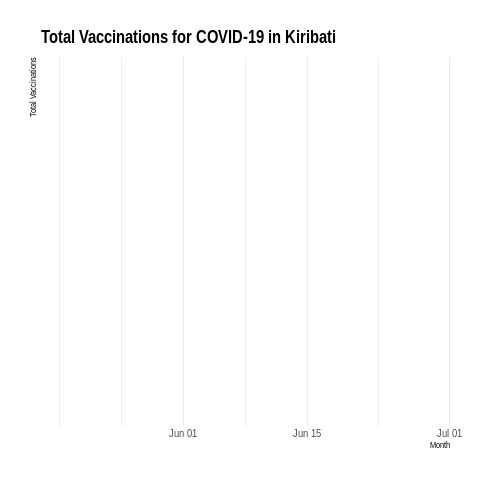 Total Vaccinations for COVID-19 in Kiribati
Total Vaccinations
Jun 01
Jun 15
Jul 01
Month